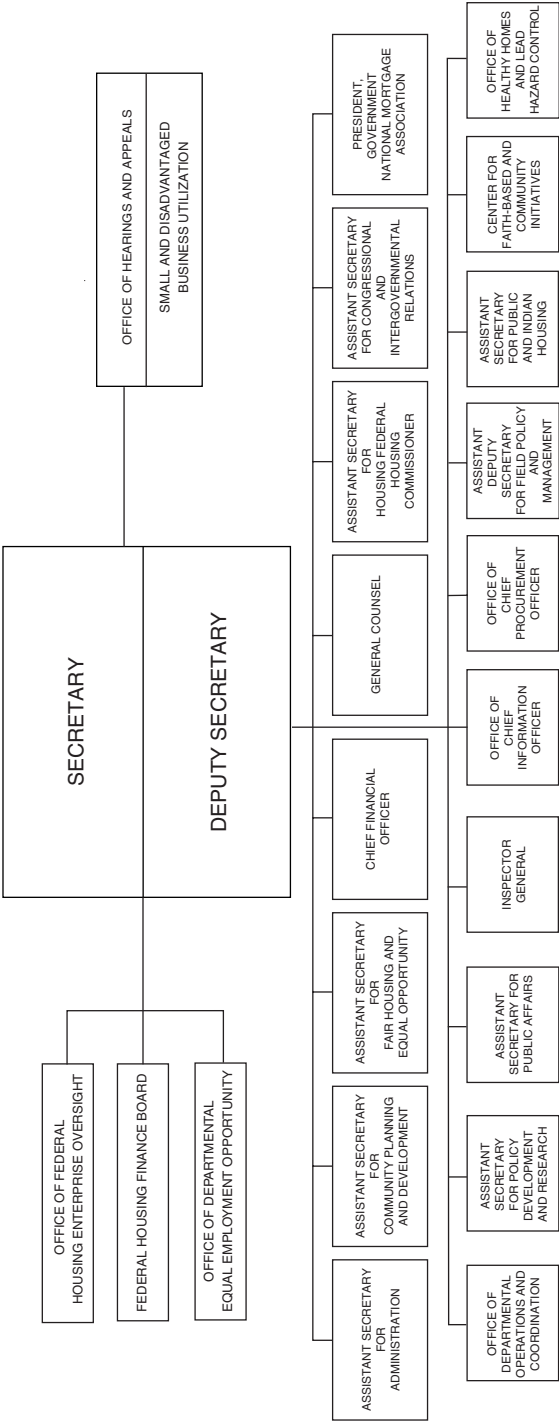 SECRETARY
DEPUTY SECRETARY
OFFICE OF FEDERAL
HOUSING ENTERPRISE OVERSIGHT
FEDERAL HOUSING FINANCE BOARD
OFFICE OF DEPARTMENTAL
EQUAL EMPLOYMENT OPPORTUNITY
OFFICE OF HEARINGS AND APPEALS
SMALL AND DISADVANTAGED
BUSINESS UTILIZATION
ASSISTANT SECRETARY
FOR
ADMINISTRATION
ASSISTANT SECRETARY
FOR
COMMUNITY PLANNING
AND DEVELOPMENT
ASSISTANT SECRETARY
FOR
FAIR HOUSING AND
EQUAL OPPORTUNITY
CHIEF FINANCIAL
OFFICER
GENERAL COUNSEL
ASSISTANT SECRETARY
FOR
HOUSING FEDERAL
HOUSING
COMMISSIONER
ASSISTANT SECRETARY
FOR CONGRESSIONAL
AND
INTERGOVERNMENTAL
RELATIONS
PRESIDENT,
GOVERNMENT
NATIONAL MORTGAGE
ASSOCIATION
OFFICE OF
DEPARTMENTAL
OPERATIONS AND
COORDINATION
ASSISTANT
SECRETARY
FOR POLICY
DEVELOPMENT
AND RESEARCH
ASSISTANT
SECRETARY FOR
PUBLIC AFFAIRS
INSPECTOR
GENERAL
OFFICE OF
CHIEF
INFORMATION
OFFICER
OFFICE OF
CHIEF
PROCUREMENT
OFFICER
ASSISTANT
DEPUTY
SECRETARY
FOR FIELD POLICY
AND
MANAGEMENT
ASSISTANT
SECRETARY
FOR PUBLIC
AND INDIAN
HOUSING
CENTER FOR
FAITH-BASED AND
COMMUNITY
INITIATIVES
OFFICE OF
HEALTHY HOMES
AND LEAD
HAZARD CONTROL